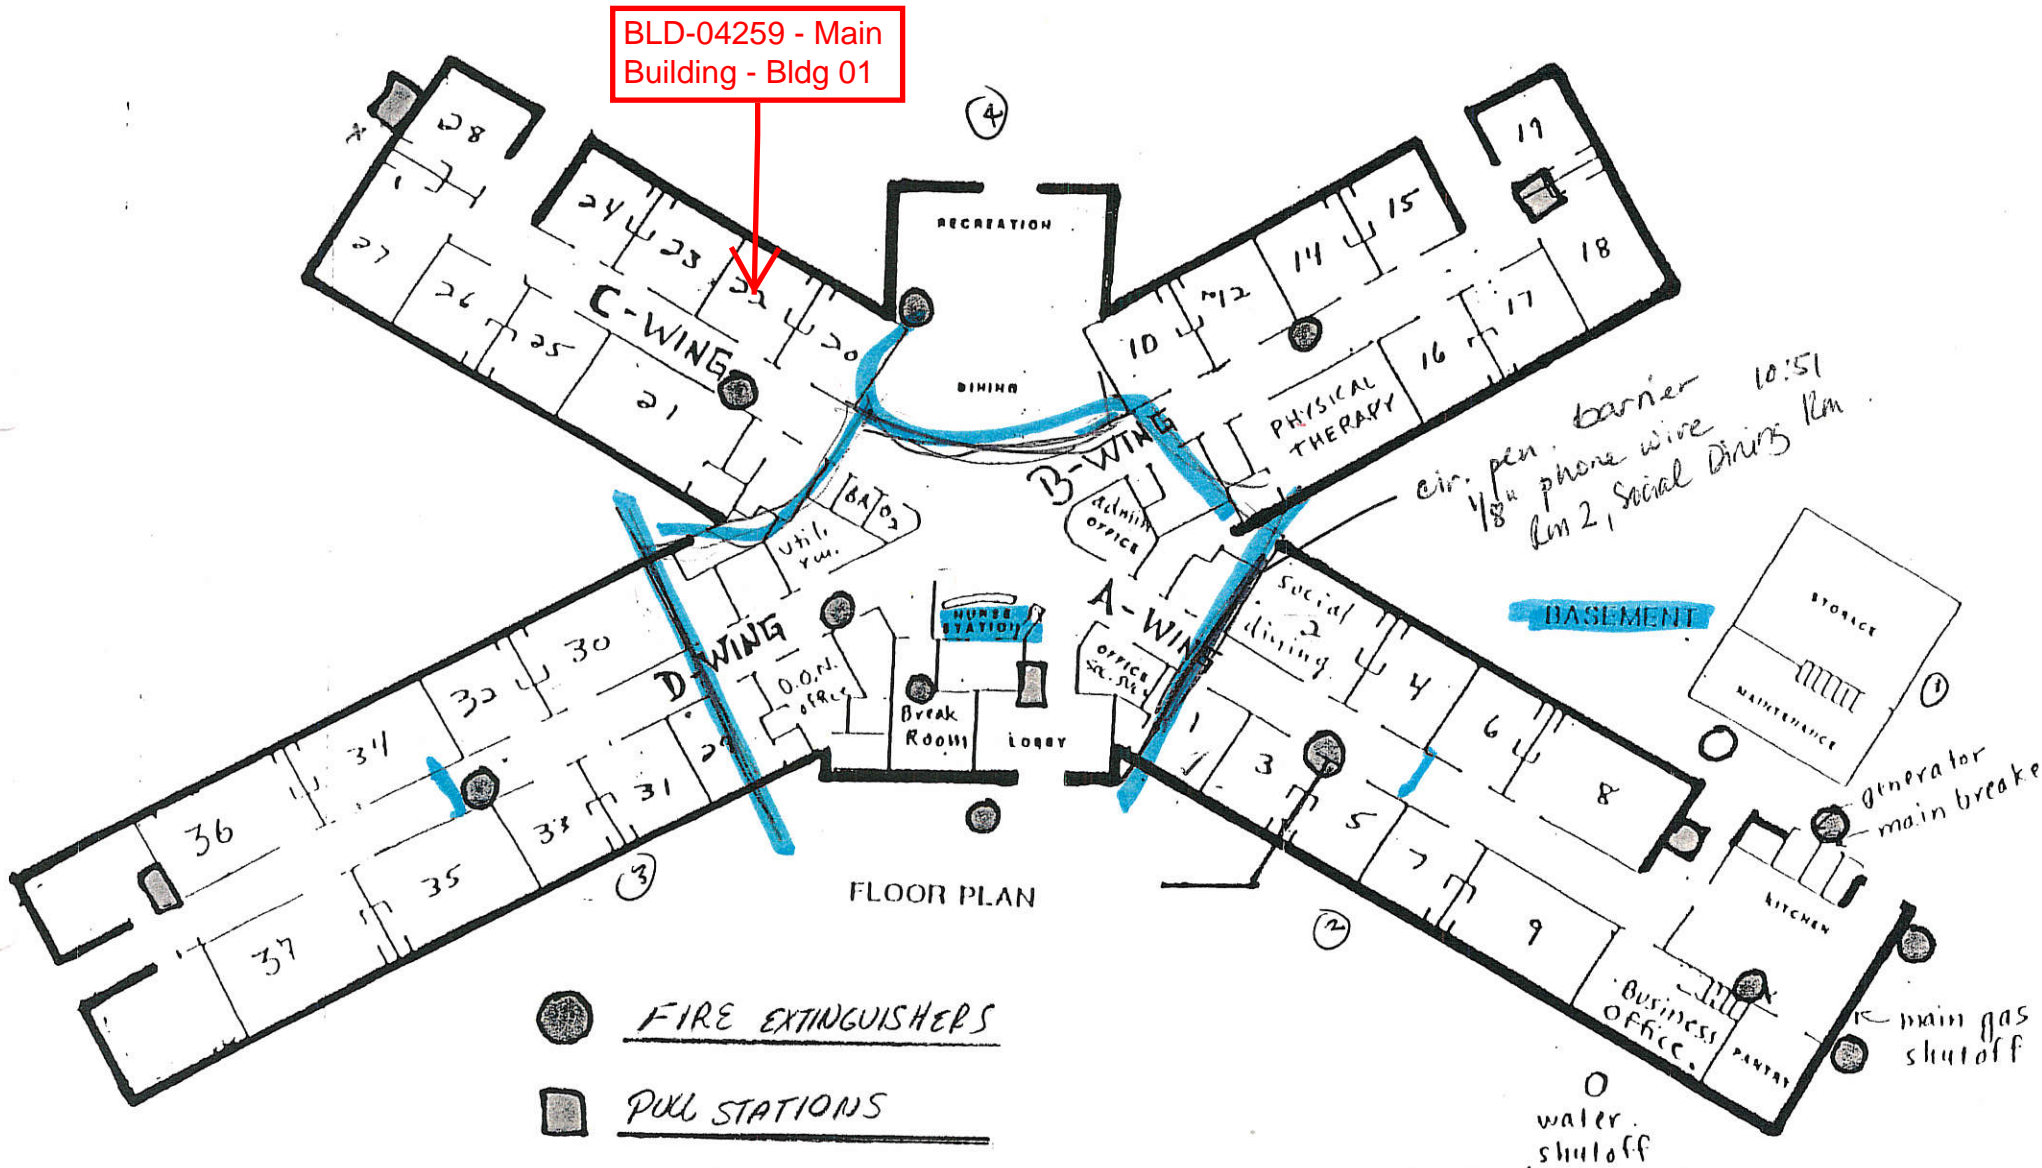 BLD-04259 - Main
Building - Bldg 01
4
28
24
23
22
20
27
26
25
21
C-WING
RECREATION
DINING
19
15
14
12
10
18
17
16
PHYSICAL
THERAPY
B-WING
cir. pen. barrier 10:51
1/8" phone wire
Rm 2, Social Dining Rm.
BA
Utili
rm.
admin
OFFICE
NURSE
STATION
A-WING
OFFICE
social
2
dining
BASEMENT
STORAGE
MAINTENANCE
1
generator
main breake
D-WING
D.O.N.
office
Break
Room
LOBBY
30
32
34
36
29
31
33
35
37
3
1
3
5
7
9
4
6
8
2
KITCHEN
Business
Office.
PANTRY
main gas
shutoff
water.
shutoff
FLOOR PLAN
FIRE EXTINGUISHERS
PULL STATIONS